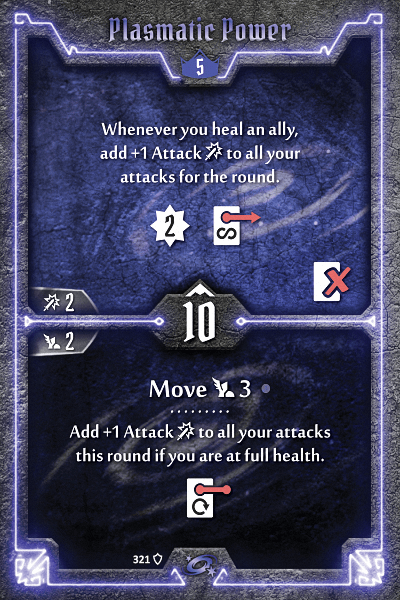 Plasmatic Power
5
Whenever you heal an ally,
add +1 Attack to all your
attacks for the round.
2
2
10
2
Move 3
Add +1 Attack to all your attacks
this round if you are at full health.
321